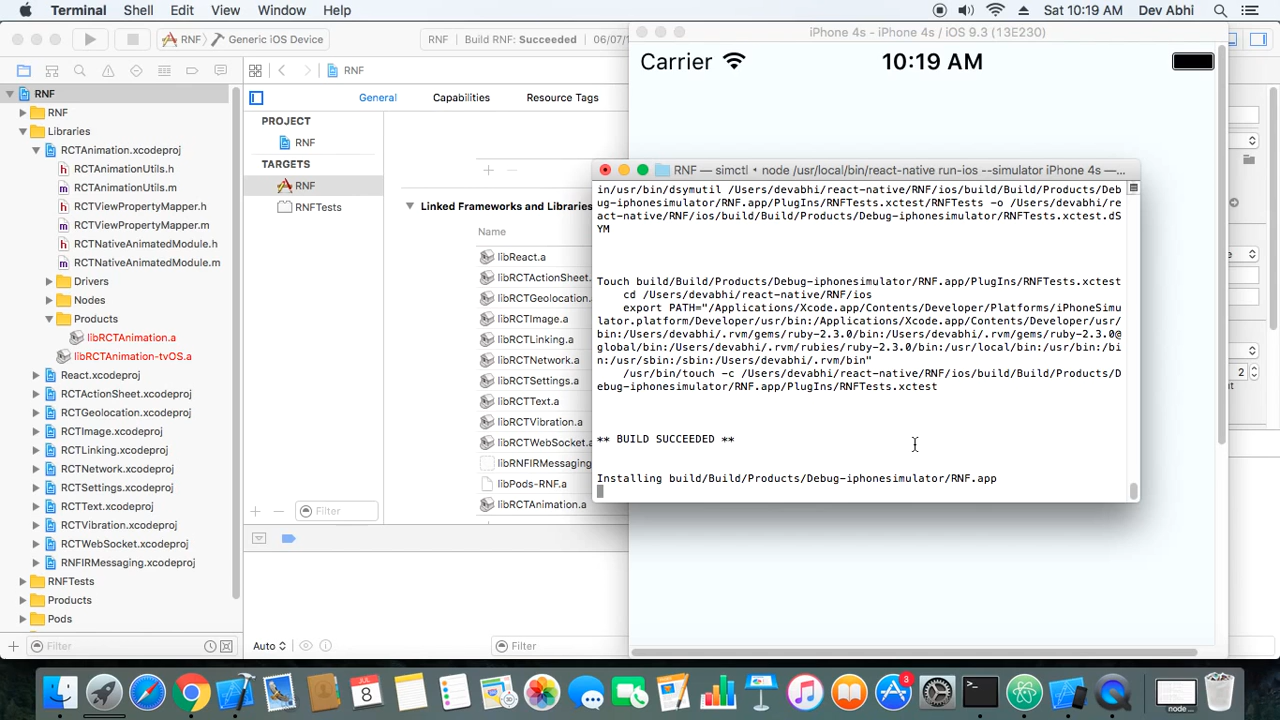 Terminal Shell Edit View Window Help Sat 10:19 AM Dev Abhi
RNF Generic iOS Device RNF Build RNF: Succeeded 06/07/1
iPhone 4s - iPhone 4s / iOS 9.3 (13E230)
Carrier 10:19 AM
RNF
RNF
RNF
Libraries
RCTAnimation.xcodeproj
RCTAnimationUtils.h
RCTAnimationUtils.m
RCTViewPropertyMapper.h
RCTViewPropertyMapper.m
RCTNativeAnimatedModule.h
RCTNativeAnimatedModule.m
Drivers
Nodes
Products
libRCTAnimation.a
libRCTAnimation-tvOS.a
React.xcodeproj
RCTActionSheet.xcodeproj
RCTGeolocation.xcodeproj
RCTImage.xcodeproj
RCTLinking.xcodeproj
RCTNetwork.xcodeproj
RCTSettings.xcodeproj
RCTText.xcodeproj
RCTVibration.xcodeproj
RCTWebSocket.xcodeproj
RNFIRMessaging.xcodeproj
RNFTests
Products
Pods
Filter
General Capabilities Resource Tags
PROJECT
RNF
TARGETS
RNF
RNFTests
Filter
Linked Frameworks and Libraries
Name
libReact.a
libRCTActionSheet.
libRCTGeolocation.
libRCTImage.a
libRCTLinking.a
libRCTNetwork.a
libRCTSettings.a
libRCTText.a
libRCTVibration.a
libRCTWebSocket.a
libRNFIRMessaging
libPods-RNF.a
libRCTAnimation.a
Auto Filter
2
RNF — simctl • node /usr/local/bin/react-native run-ios --simulator iPhone 4s —...
in/usr/bin/dsymutil /Users/devabhi/react-native/RNF/ios/build/Build/Products/Deb
ug-iphonesimulator/RNF.app/PlugIns/RNFTests.xctest/RNFTests -o /Users/devabhi/re
act-native/RNF/ios/build/Build/Products/Debug-iphonesimulator/RNFTests.xctest.dS
YM
Touch build/Build/Products/Debug-iphonesimulator/RNF.app/PlugIns/RNFTests.xctest
cd /Users/devabhi/react-native/RNF/ios
export PATH="/Applications/Xcode.app/Contents/Developer/Platforms/iPhoneSimu
lator.platform/Developer/usr/bin:/Applications/Xcode.app/Contents/Developer/usr/
bin:/Users/devabhi/.rvm/gems/ruby-2.3.0/bin:/Users/devabhi/.rvm/gems/ruby-2.3.0@
global/bin:/Users/devabhi/.rvm/rubies/ruby-2.3.0/bin:/usr/local/bin:/usr/bin:/bi
n:/usr/sbin:/sbin:/Users/devabhi/.rvm/bin"
/usr/bin/touch -c /Users/devabhi/react-native/RNF/ios/build/Build/Products/D
ebug-iphonesimulator/RNF.app/PlugIns/RNFTests.xctest
** BUILD SUCCEEDED **
Installing build/Build/Products/Debug-iphonesimulator/RNF.app
JUL
8
3
node ...